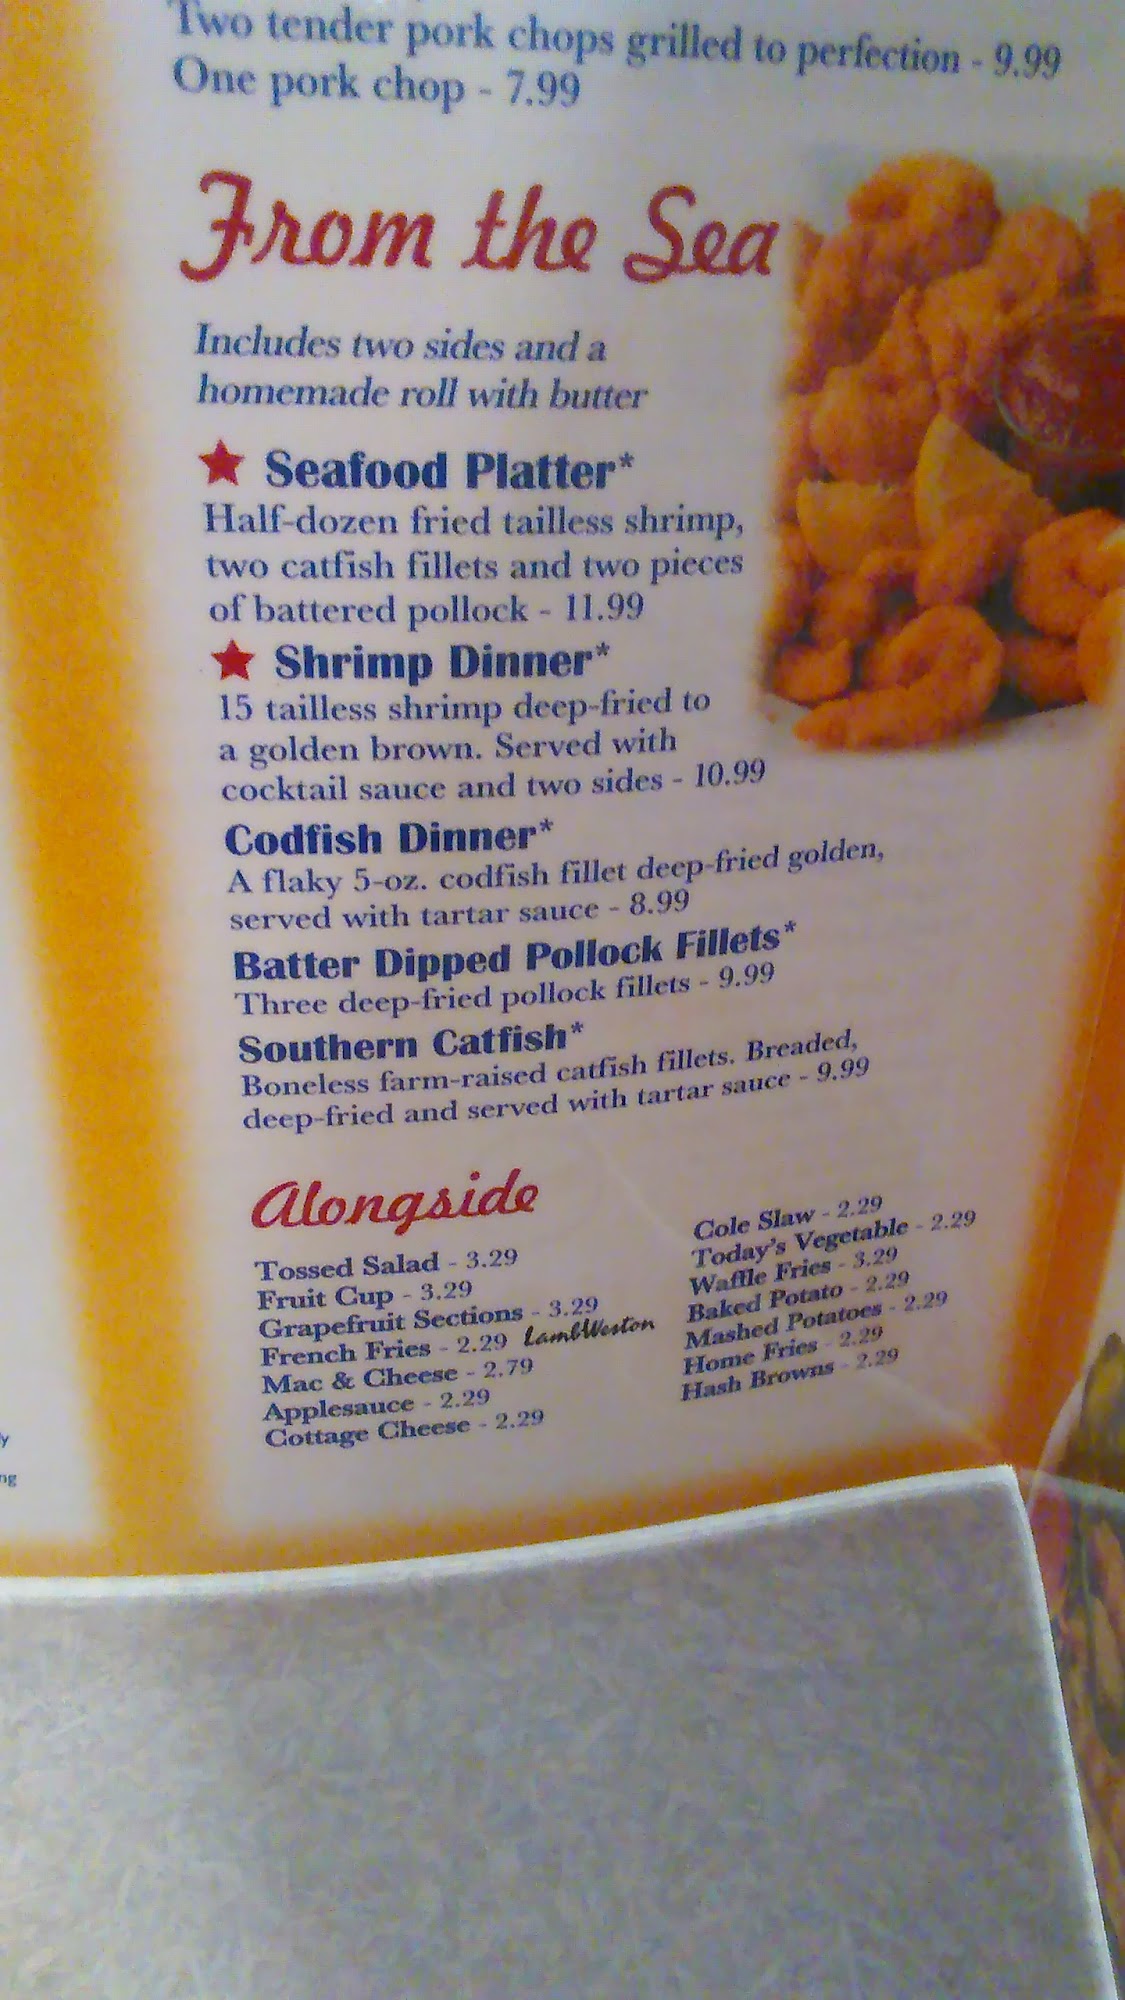 Two tender pork chops grilled to perfection - 9.99
One pork chop - 7.99
From the Sea
Includes two sides and a
homemade roll with butter
Seafood Platter*
Half-dozen fried tailless shrimp,
two catfish fillets and two pieces
of battered pollock - 11.99
Shrimp Dinner*
15 tailless shrimp deep-fried to
a golden brown. Served with
cocktail sauce and two sides - 10.99
Codfish Dinner*
A flaky 5-oz. codfish fillet deep-fried golden,
served with tartar sauce - 8.99
Batter Dipped Pollock Fillets*
Three deep-fried pollock fillets - 9.99
Southern Catfish*
Boneless farm-raised catfish fillets. Breaded,
deep-fried and served with tartar sauce - 9.99
Alongside
Tossed Salad - 3.29
Fruit Cup - 3.29
Grapefruit Sections - 3.29
French Fries - 2.29 LambWeston
Mac & Cheese - 2.79
Applesauce - 2.29
Cottage Cheese - 2.29
Cole Slaw - 2.29
Today's Vegetable - 2.29
Waffle Fries - 3.29
Baked Potato - 2.29
Mashed Potatoes - 2.29
Home Fries - 2.29
Hash Browns - 2.29